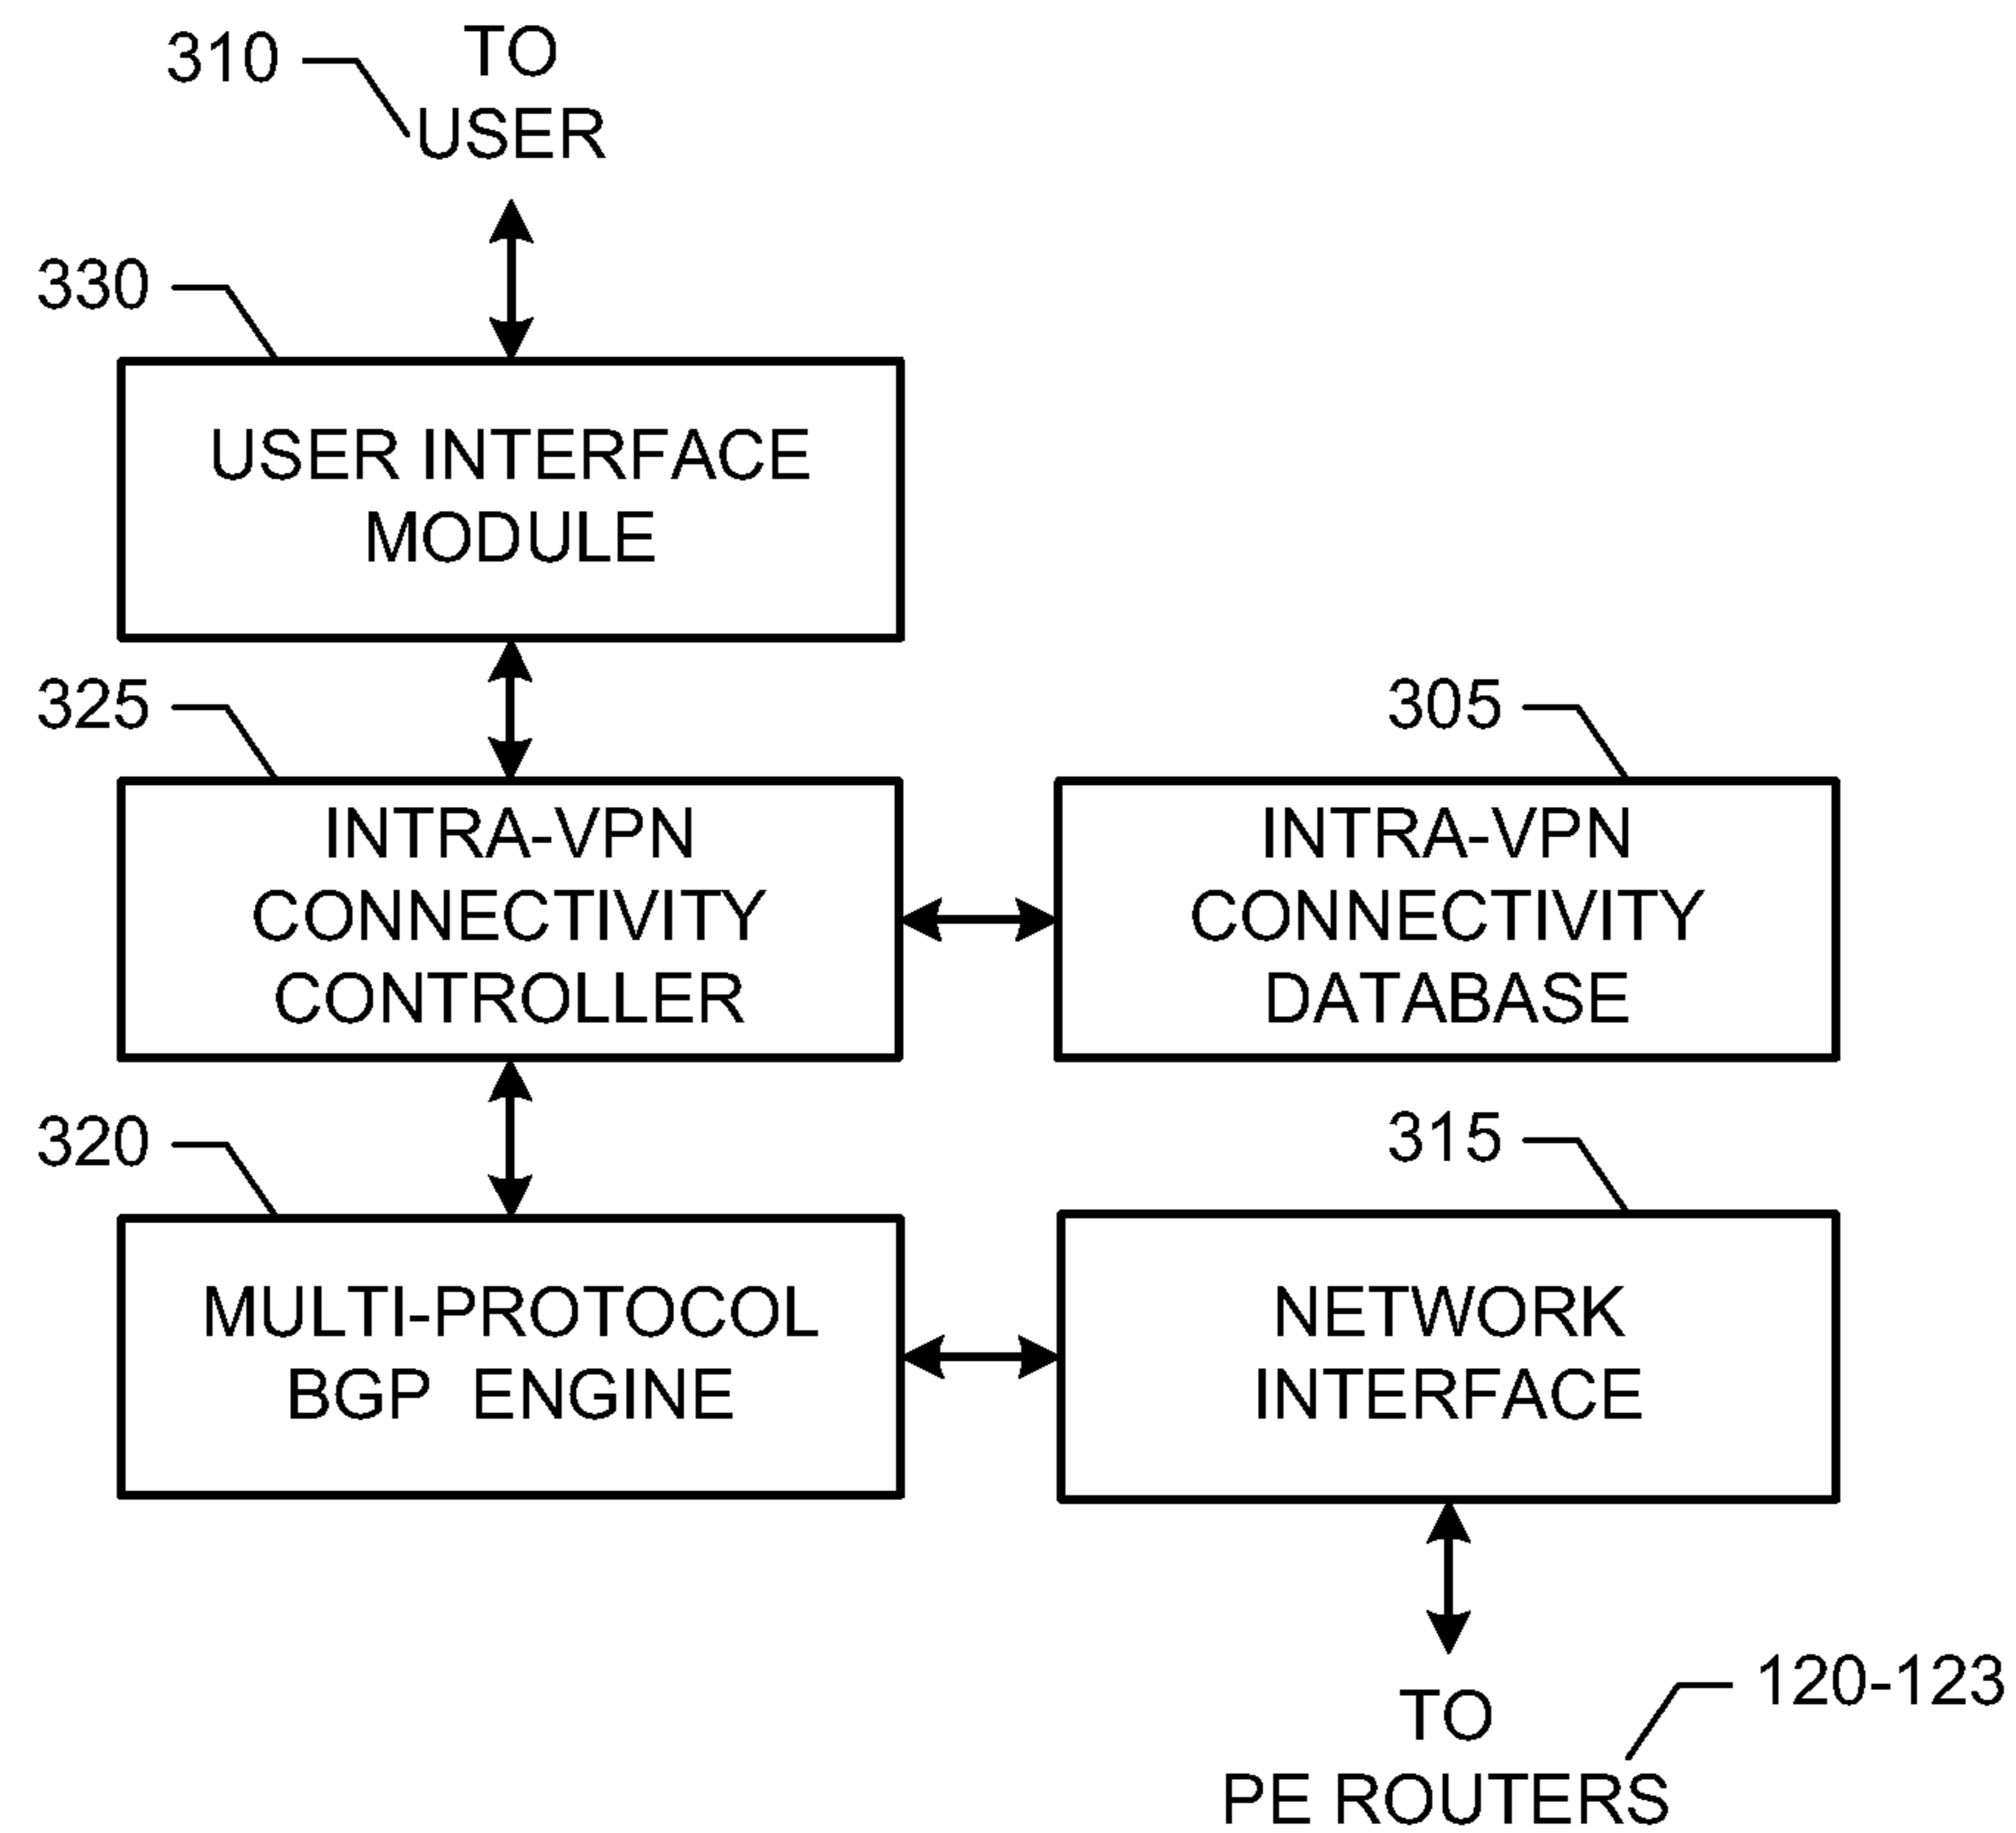 310
TO
USER
330
USER INTERFACE
MODULE
325
INTRA-VPN
CONNECTIVITY
CONTROLLER
305
INTRA-VPN
CONNECTIVITY
DATABASE
320
MULTI-PROTOCOL
BGP ENGINE
315
NETWORK
INTERFACE
120-123
TO
PE ROUTERS